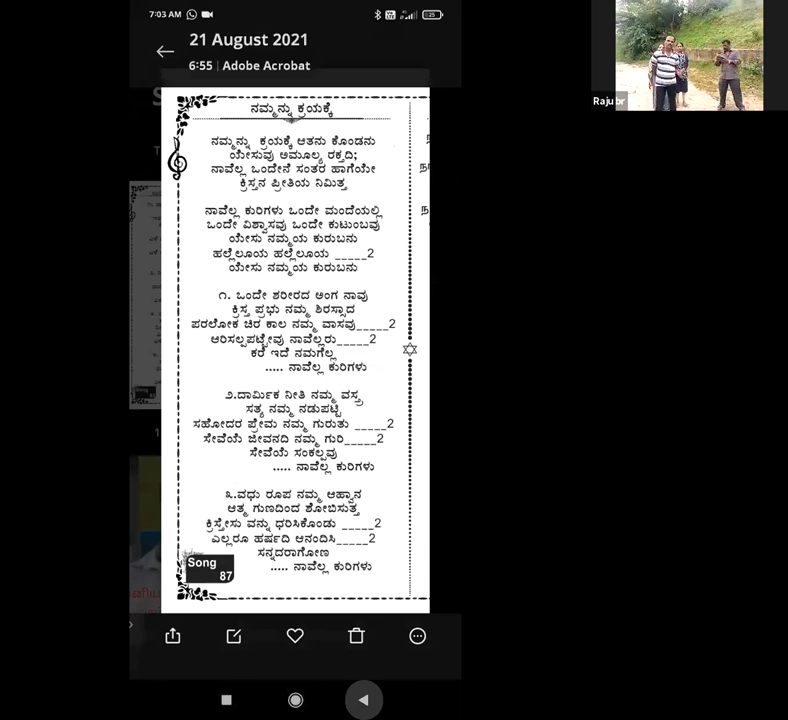 7:03 AM
25
21 August 2021
6:55 | Adobe Acrobat
ನಮ್ಮನ್ನು ಕ್ರಯಕ್ಕೆ
ನಮ್ಮನ್ನು ಕ್ರಯಕ್ಕೆ ಆತನು ಕೊಂಡನು
ಯೇಸುವು ಅಮೂಲ್ಯ ರಕ್ತದಿ;
ನಾವೆಲ್ಲ ಒಂದೇನೆ ಸಂತರ ಹಾಗೆಯೇ
ಕ್ರಿಸ್ತನ ಪ್ರೀತಿಯ ನಿಮಿತ್ತ
ನಾವೆಲ್ಲ ಕುರಿಗಳು ಒಂದೇ ಮಂದೆಯಲ್ಲಿ
ಒಂದೇ ವಿಶ್ವಾಸವು ಒಂದೇ ಕುಟುಂಬವು
ಯೇಸು ನಮ್ಮಯ ಕುರುಬನು
ಹಲ್ಲೆಲೂಯ ಹಲ್ಲೆಲೂಯ _____2
ಯೇಸು ನಮ್ಮಯ ಕುರುಬನು
೧. ಒಂದೇ ಶರೀರದ ಅಂಗ ನಾವು
ಕ್ರಿಸ್ತ ಪ್ರಭು ನಮ್ಮ ಶಿರಸ್ಸಾದ
ಪರಲೋಕ ಚಿರ ಕಾಲ ನಮ್ಮ ವಾಸವು_____2
ಆರಿಸಲ್ಪಪಟ್ಟೇವು ನಾವೆಲ್ಲರು_____2
ಕರೆ ಇದೆ ನಮಗೆಲ್ಲ
..... ನಾವೆಲ್ಲ ಕುರಿಗಳು
೨.ದಾರ್ಮಿಕ ನೀತಿ ನಮ್ಮ ವಸ್ತ್ರ
ಸತ್ಯ ನಮ್ಮ ನಡುಪಟ್ಟಿ
ಸಹೋದರ ಪ್ರೇಮ ನಮ್ಮ ಗುರುತು _____2
ಸೇವೆಯೆ ಜೀವನದಿ ನಮ್ಮ ಗುರಿ_____2
ಸೇವೆಯೆ ಸಂಕಲ್ಪವು
..... ನಾವೆಲ್ಲ ಕುರಿಗಳು
೩.ವಧು ರೂಪ ನಮ್ಮ ಆಹ್ವಾನ
ಆತ್ಮ ಗುಣದಿಂದ ಶೋಬಿಸುತ್ತ
ಕ್ರಿಸ್ತೇಸು ವನ್ನು ಧರಿಸಿಕೊಂಡು _____2
ಎಲ್ಲರೂ ಹರ್ಷದಿ ಆನಂದಿಸಿ_____2
ಸನ್ನದರಾಗೋಣ
..... ನಾವೆಲ್ಲ ಕುರಿಗಳು
Song
87
Raju br